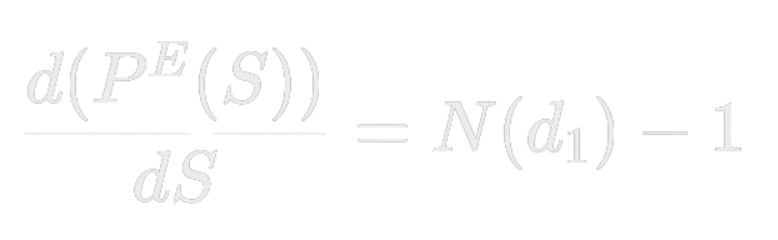 d(P^E(S))/dS = N(d_1) − 1